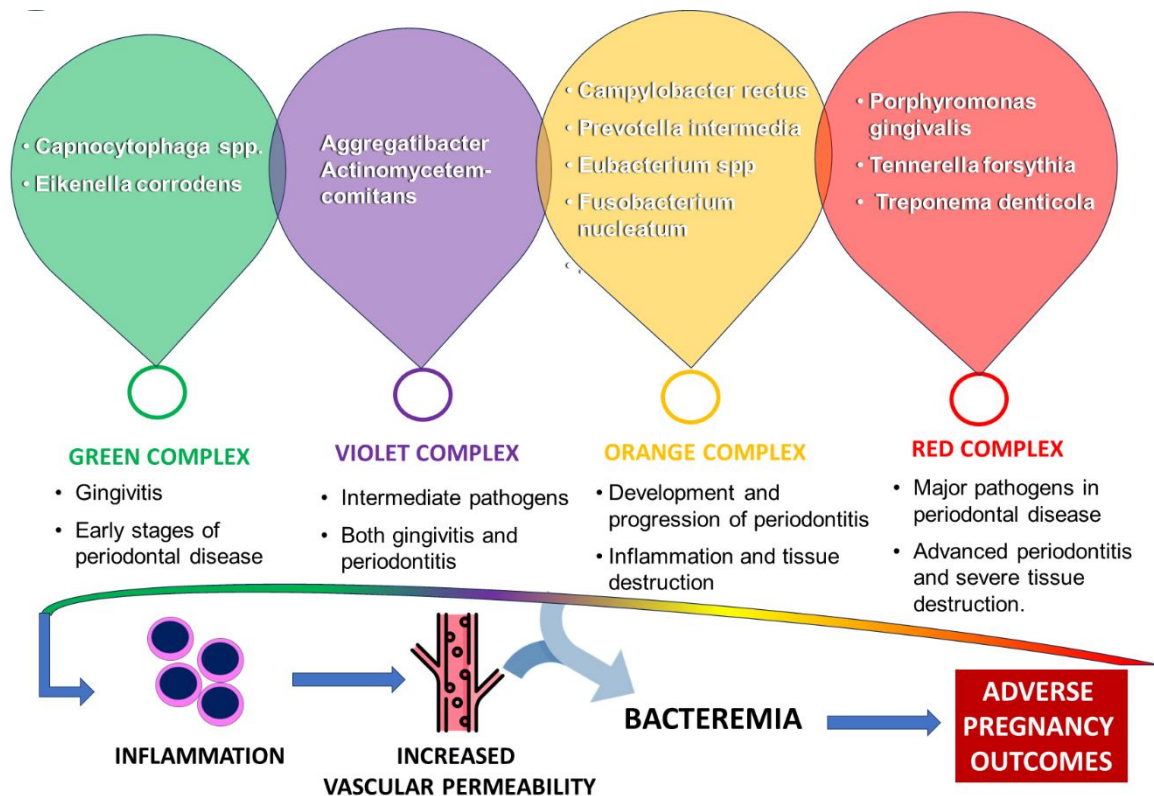 • Capnocytophaga spp.
• Eikenella corrodens
Aggregatibacter
Actinomycetem-
comitans
• Campylobacter rectus
• Prevotella intermedia
• Eubacterium spp
• Fusobacterium
nucleatum
•
• Porphyromonas
gingivalis
• Tennerella forsythia
• Treponema denticola
GREEN COMPLEX
• Gingivitis
• Early stages of
periodontal disease
VIOLET COMPLEX
• Intermediate pathogens
• Both gingivitis and
periodontitis
ORANGE COMPLEX
• Development and
progression of periodontitis
• Inflammation and tissue
destruction
RED COMPLEX
• Major pathogens in
periodontal disease
• Advanced periodontitis
and severe tissue
destruction.
INFLAMMATION
INCREASED
VASCULAR PERMEABILITY
BACTEREMIA
ADVERSE
PREGNANCY
OUTCOMES